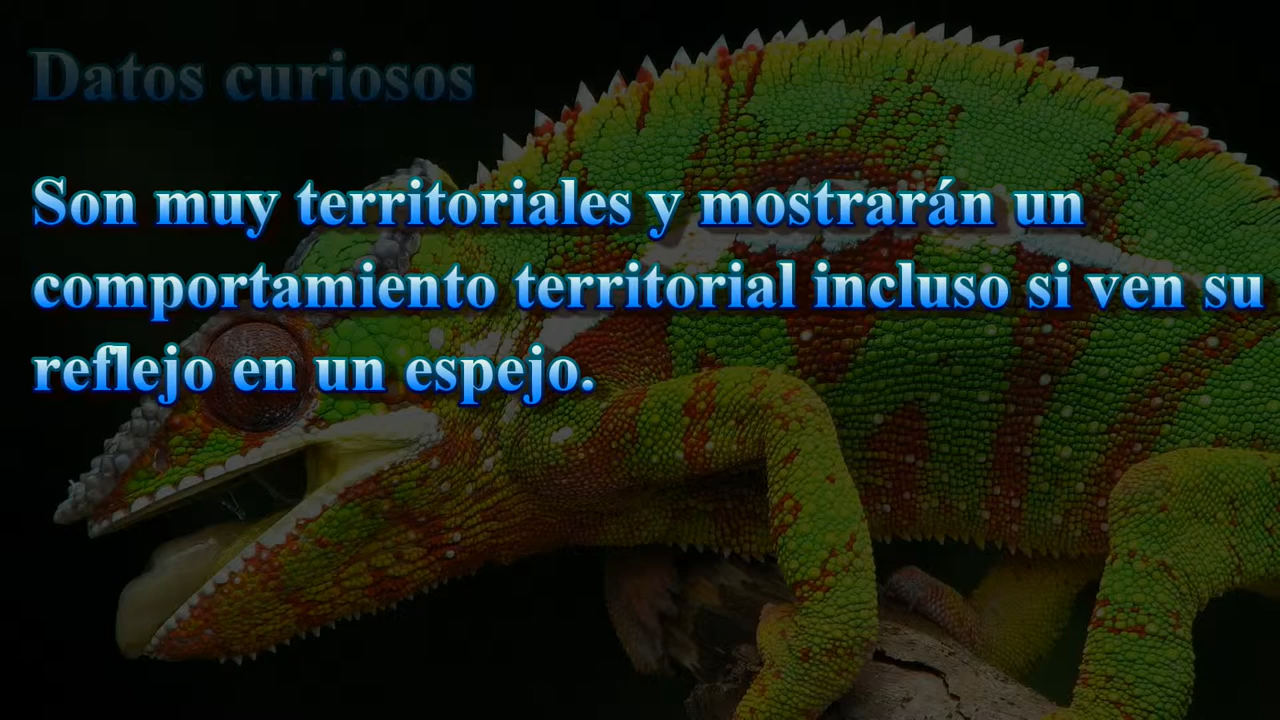 Datos curiosos
Son muy territoriales y mostrarán un
comportamiento territorial incluso si ven su
reflejo en un espejo.